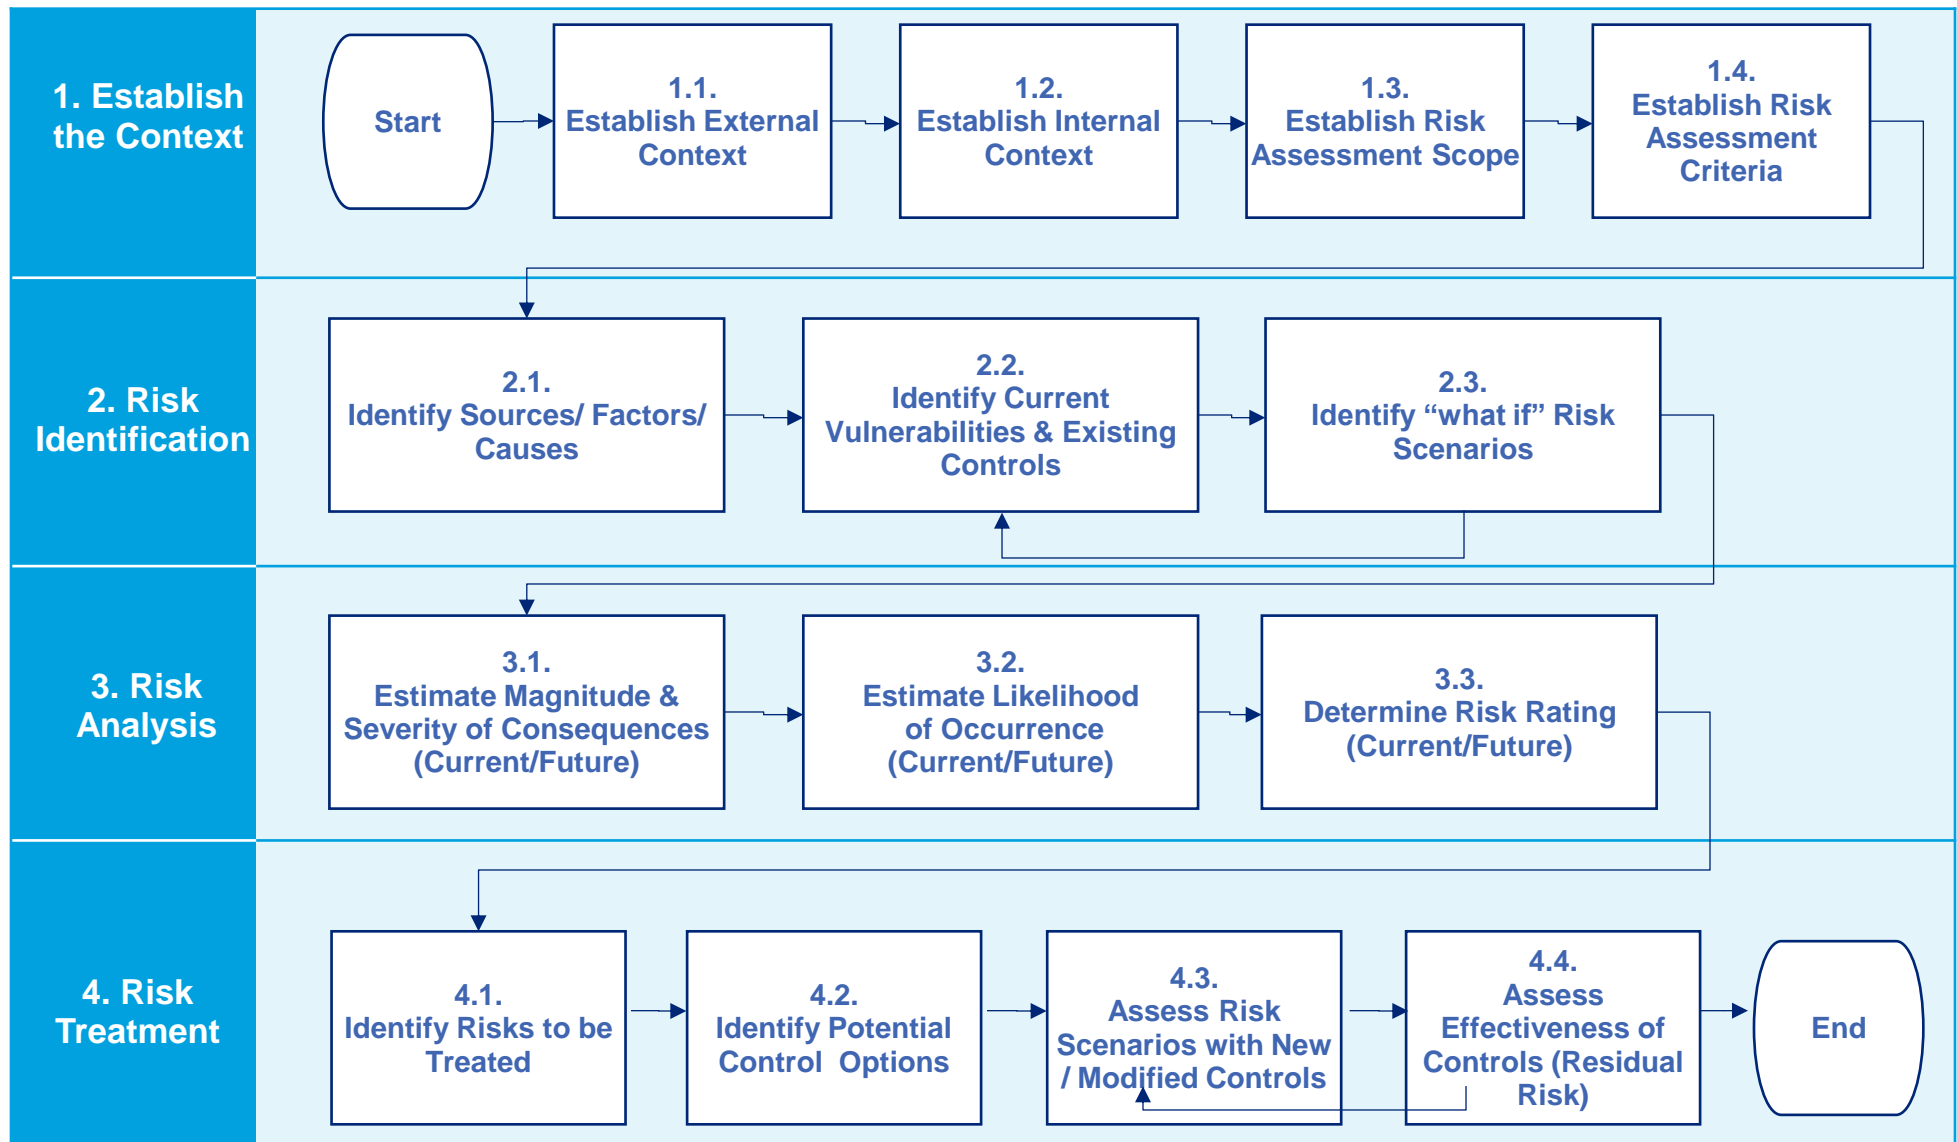 1. Establish
the Context
Start
1.1.
Establish External
Context
1.2.
Establish Internal
Context
1.3.
Establish Risk
Assessment Scope
1.4.
Establish Risk
Assessment
Criteria
2. Risk
Identification
2.1.
Identify Sources/ Factors/
Causes
2.2.
Identify Current
Vulnerabilities & Existing
Controls
2.3.
Identify “what if” Risk
Scenarios
3. Risk
Analysis
3.1.
Estimate Magnitude &
Severity of Consequences
(Current/Future)
3.2.
Estimate Likelihood
of Occurrence
(Current/Future)
3.3.
Determine Risk Rating
(Current/Future)
4. Risk
Treatment
4.1.
Identify Risks to be
Treated
4.2.
Identify Potential
Control  Options
4.3.
Assess Risk
Scenarios with New
/ Modified Controls
4.4.
Assess
Effectiveness of
Controls (Residual
Risk)
End